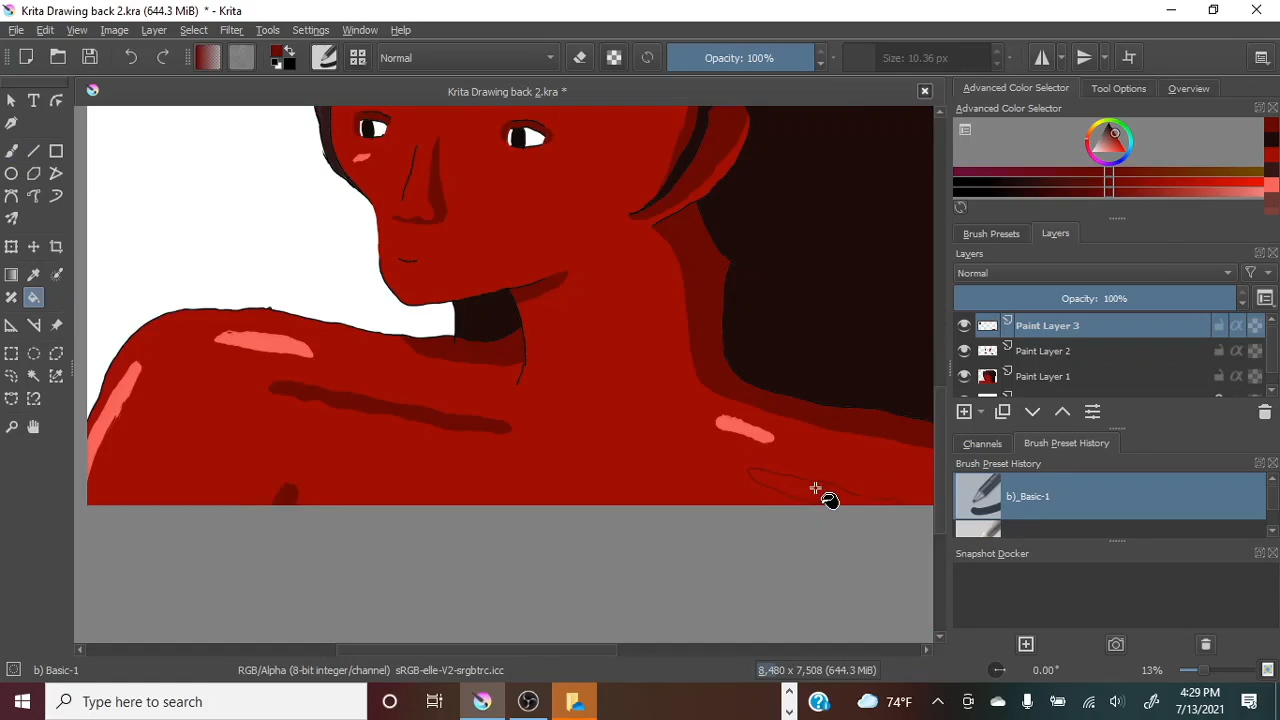 Krita Drawing back 2.kra (644.3 MiB) * - Krita
File Edit View Image Layer Select Filter Tools Settings Window Help
Normal Opacity: 100% Size: 10.36 px
Krita Drawing back 2.kra *
Advanced Color Selector Tool Options Overview
Advanced Color Selector
Brush Presets Layers
Layers
Normal
Opacity: 100%
Paint Layer 3
Paint Layer 2
Paint Layer 1
Channels Brush Preset History
Brush Preset History
b)_Basic-1
Snapshot Docker
b) Basic-1 RGB/Alpha (8-bit integer/channel) sRGB-elle-V2-srgbtrc.icc 8,480 x 7,508 (644.3 MiB) 0.00° 13%
Type here to search 74°F 4:29 PM
7/13/2021